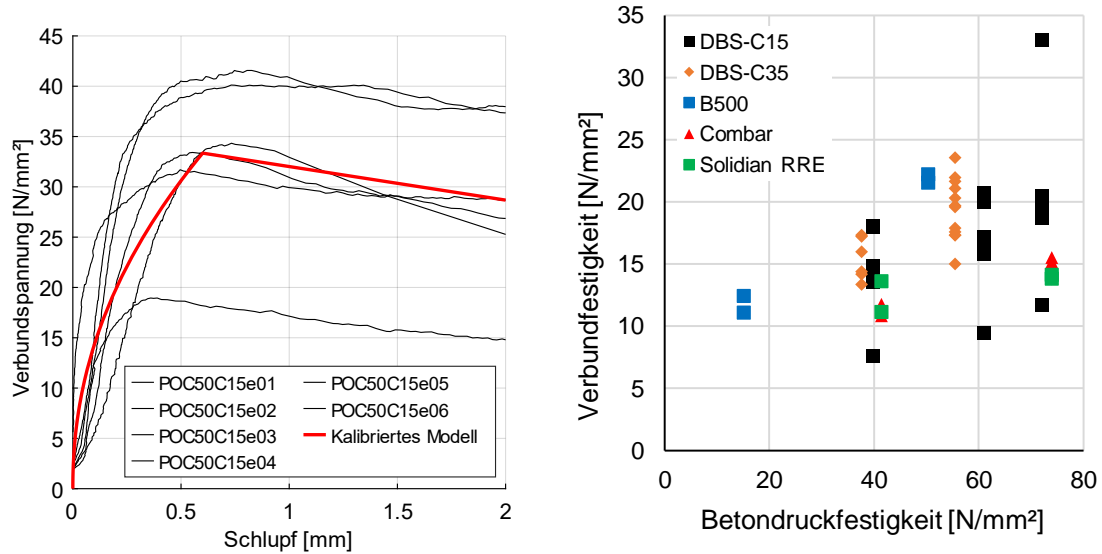 Verbundspannung [N/mm²]
45
40
35
30
25
20
15
10
5
0
POC50C15e01
POC50C15e02
POC50C15e03
POC50C15e04
POC50C15e05
POC50C15e06
Kalibriertes Modell
0 0.5 1 1.5 2
Schlupf [mm]
Verbundfestigkeit [N/mm²]
35
30
25
20
15
10
5
0
DBS-C15
DBS-C35
B500
Combar
Solidian RRE
0 20 40 60 80
Betondruckfestigkeit [N/mm²]